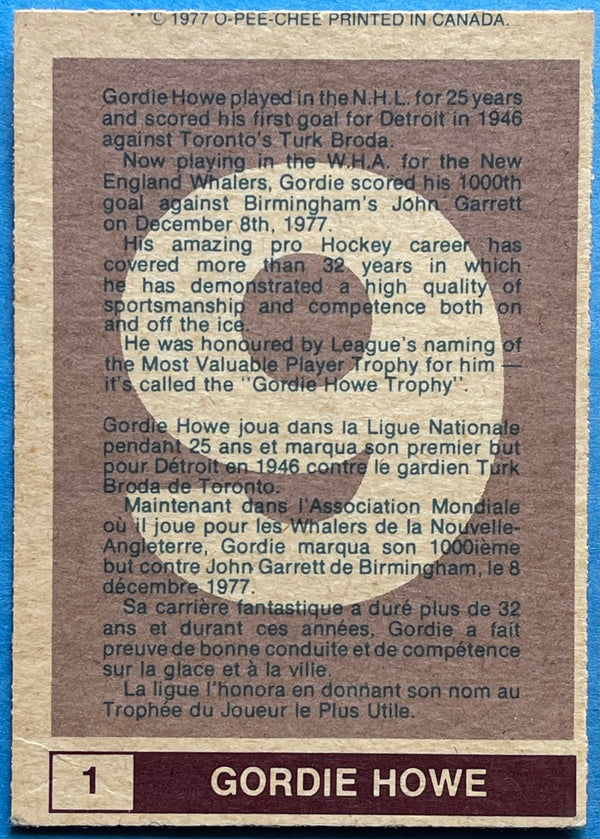 © 1977 O-PEE-CHEE PRINTED IN CANADA.
Gordie Howe played in the N.H.L. for 25 years
and scored his first goal for Detroit in 1946
against Toronto's Turk Broda.
Now playing in the W.H.A. for the New
England Whalers, Gordie scored his 1000th
goal against Birmingham's John Garrett
on December 8th, 1977.
His amazing pro Hockey career has
covered more than 32 years in which
he has demonstrated a high quality of
sportsmanship and competence both on
and off the ice.
He was honoured by League's naming of
the Most Valuable Player Trophy for him —
it's called the "Gordie Howe Trophy".
Gordie Howe joua dans la Ligue Nationale
pendant 25 ans et marqua son premier but
pour Détroit en 1946 contre le gardien Turk
Broda de Toronto.
Maintenant dans l'Association Mondiale
où il joue pour les Whalers de la Nouvelle-
Angleterre, Gordie marqua son 1000ième
but contre John Garrett de Birmingham, le 8
décembre 1977.
Sa carrière fantastique a duré plus de 32
ans et durant ces années, Gordie a fait
preuve de bonne conduite et de compétence
sur la glace et à la ville.
La ligue l'honora en donnant son nom au
Trophée du Joueur le Plus Utile.
9
1 GORDIE HOWE